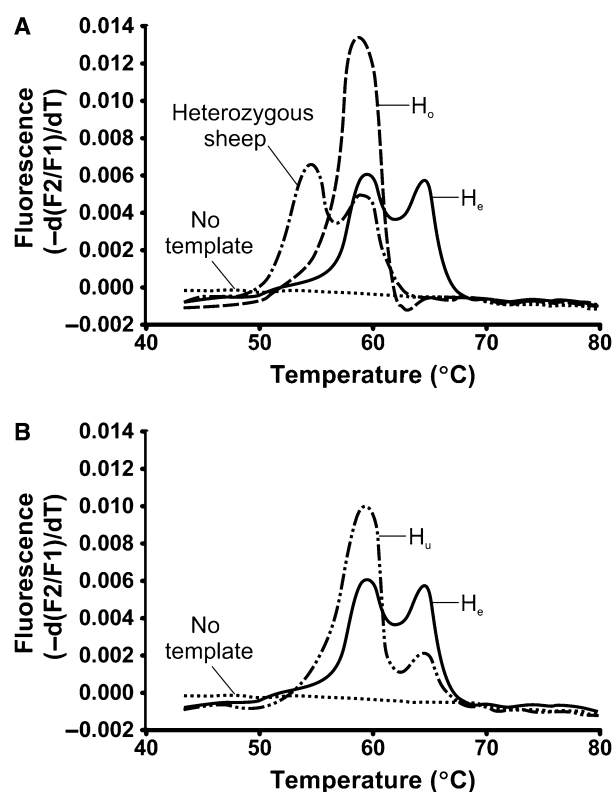 A
Fluorescence
(–d(F2/F1)/dT)
0.014
0.012
0.010
0.008
0.006
0.004
0.002
0.000
–0.002
Heterozygous
sheep
No
template
Ho
He
40 50 60 70 80
Temperature (°C)
B
Fluorescence
(–d(F2/F1)/dT)
0.014
0.012
0.010
0.008
0.006
0.004
0.002
0.000
–0.002
No
template
Hu
He
40 50 60 70 80
Temperature (°C)